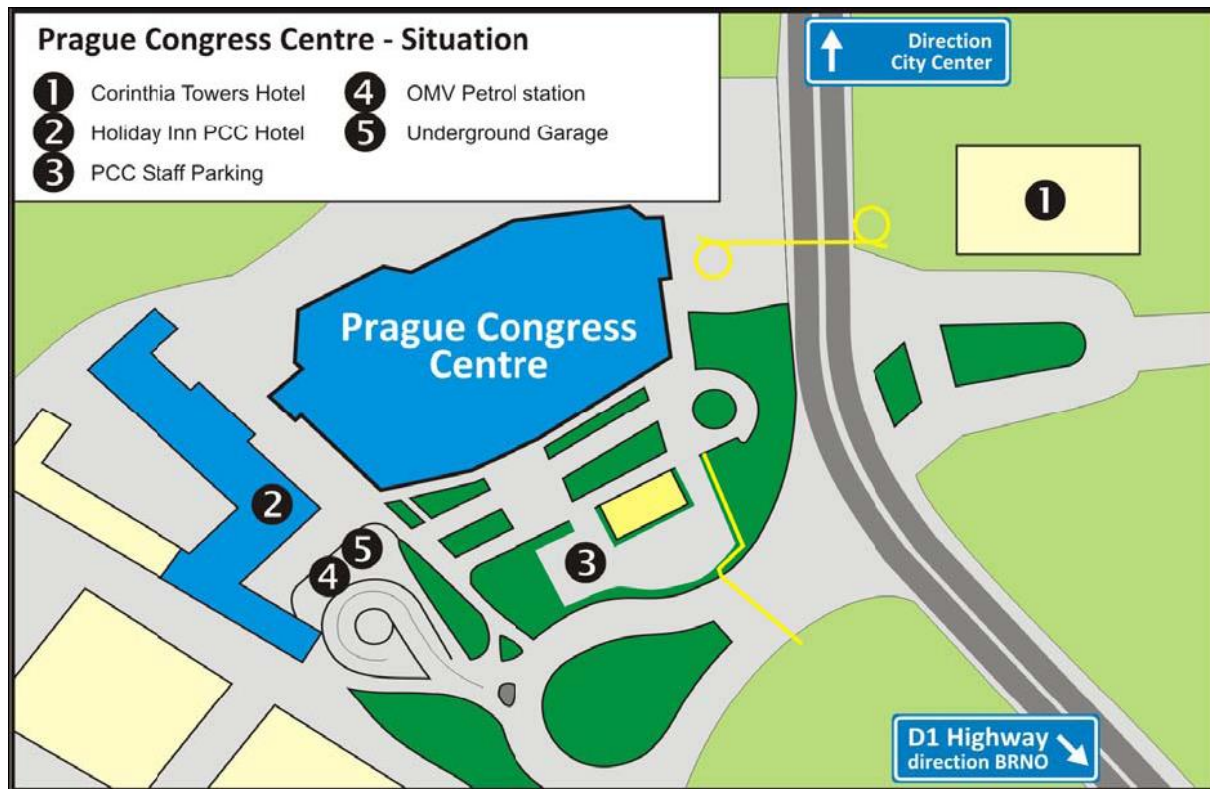 Prague Congress Centre - Situation
1 Corinthia Towers Hotel
2 Holiday Inn PCC Hotel
3 PCC Staff Parking
4 OMV Petrol station
5 Underground Garage
Direction
City Center
1
Prague Congress
Centre
2
5
4
3
D1 Highway
direction BRNO